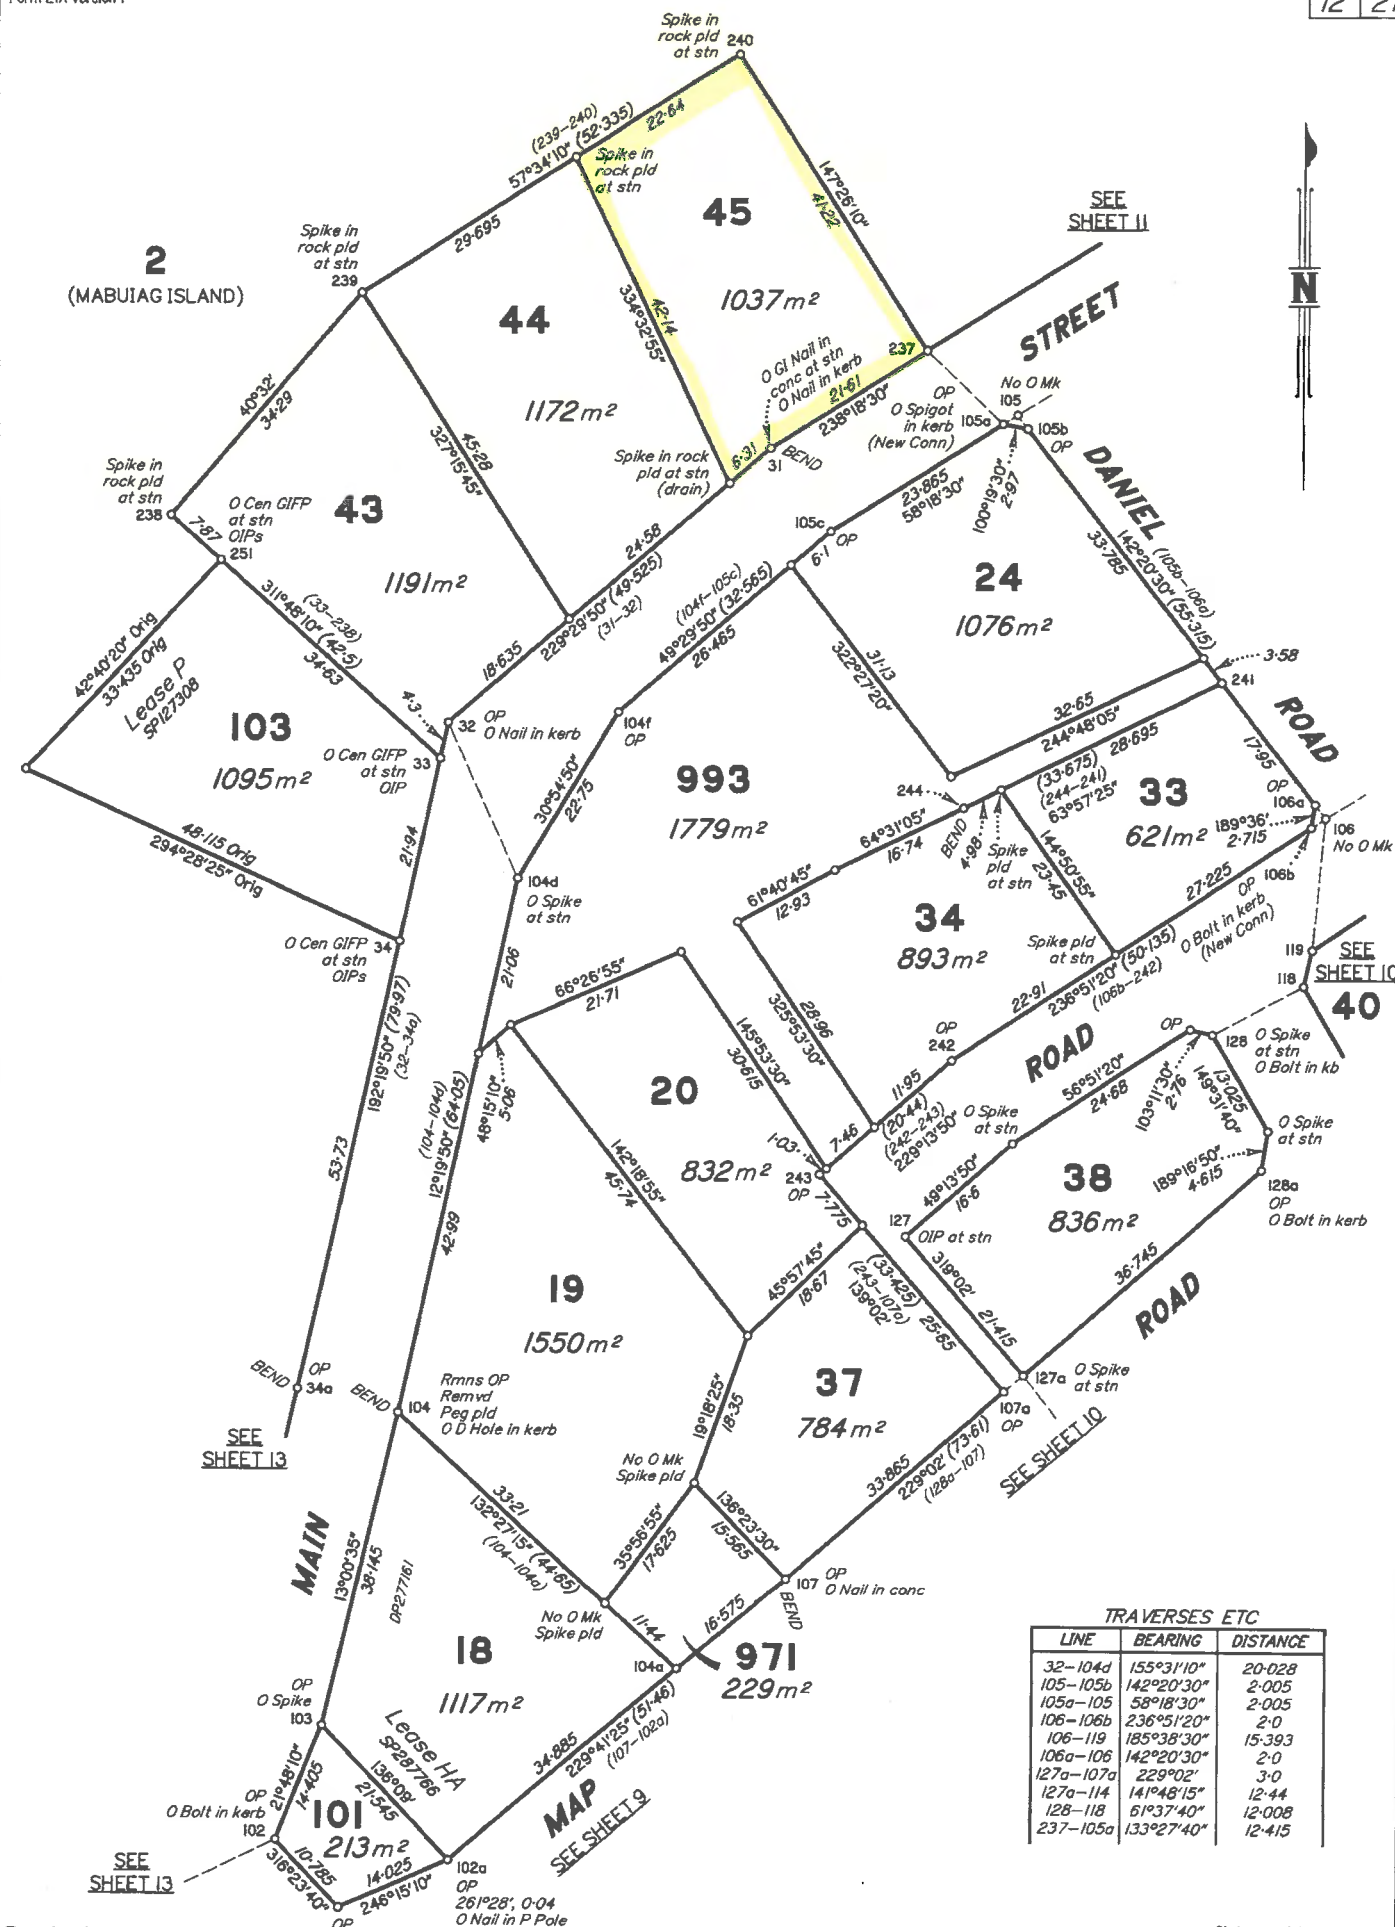 12
Spike in
rock pld
at stn
240
(239-240)
57°34'10" (52·335)
22·64
Spike in
rock pld
at stn
147°26'10"
41·22
45
1037m²
SEE
SHEET 11
2
(MABUIAG ISLAND)
Spike in
rock pld
at stn
239
29·695
44
1172m²
334°32'55"
42·14
O GI Nail in
conc at stn
O Nail in kerb
237
21·61
238°18'30"
6·31
31
BEND
STREET
N
No O Mk
105
OP
O Spigot
in kerb
(New Conn)
105a
105b
OP
40°32'
34·29
45·28
327°15'45"
Spike in rock
pld at stn
(drain)
Spike in
rock pld
at stn
238
O Cen GIFP
at stn
OIPs
7·87
251
43
1191m²
24·58
229°29'50" (49·525)
(31-32)
18·635
105c
OP
6·1
23·865
58°18'30"
100°19'30"
2·97
DANIEL
142°20'30" (55·315)
(105b-106a)
33·785
24
1076m²
(104f-105c)
49°29'50" (32·565)
26·465
31·13
322°27'20"
3·58
241
32·65
244°48'05"
28·695
42°40'20" Orig
33·435 Orig
Lease P
SP127308
(33-238)
311°48'10" (42·5)
34·63
103
1095m²
4·3
32
OP
O Nail in kerb
O Cen GIFP
at stn
OIP
33
104f
OP
30°54'50"
22·75
993
1779m²
244
(33·675)
(244-241)
63°57'25"
33
621m²
ROAD
17·95
OP
106a
189°36'
2·715
106
No O Mk
48·115 Orig
294°28'25" Orig
21·94
64°31'05"
16·74
BEND
4·98
Spike
pld
at stn
144°50'55"
23·45
27·225
OP
106b
O Bolt in kerb
(New Conn)
104d
O Spike
at stn
61°40'45"
12·93
34
893m²
Spike pld
at stn
O Cen GIFP
at stn
OIPs
34
21·06
22·91
236°51'20" (50·135)
(106b-242)
119
118
SEE
SHEET 10
40
66°26'55"
21·71
28·96
325°53'30"
OP
242
ROAD
OP
128
O Spike
at stn
O Bolt in kb
192°19'50" (79·97)
(32-34a)
53·73
(104-104d)
12°19'50" (64·05)
42·99
48°15'10"
5·06
20
832m²
145°53'30"
30·615
142°18'55"
45·74
11·95
(20·44)
(242-243)
229°13'50"
7·46
1·03
243
OP
7·775
O Spike
at stn
56°51'20"
24·68
103°11'30"
2·76
13·025
149°31'40"
O Spike
at stn
189°16'50"
4·615
128a
OP
O Bolt in kerb
49°13'50"
16·6
38
836m²
127
OIP at stn
319°02'
21·415
36·745
ROAD
19
1550m²
45°57'45"
18·67
(33·425)
(243-107a)
139°02'
25·65
37
784m²
127a
O Spike
at stn
107a
OP
SEE SHEET 10
BEND
OP
34a
SEE
SHEET 13
BEND
104
Rmns OP
Remvd
Peg pld
O D Hole in kerb
19°18'25"
18·35
No O Mk
Spike pld
33·865
229°02' (73·61)
(128a-107)
33·21
132°27'15" (44·65)
(104-104a)
35°56'55"
17·625
136°23'30"
15·565
107
OP
O Nail in conc
BEND
MAIN
13°00'35"
38·145
DP277161
No O Mk
Spike pld
11·44
16·575
104a
971
229m²
18
1117m²
Lease HA
SP287766
138°09'
21·545
34·885
229°41'25" (51·46)
(107-102a)
MAP
SEE SHEET 9
OP
O Spike
103
21°48'10"
14·405
OP
O Bolt in kerb
102
101
213m²
10·785
316°23'40"
14·025
246°15'10"
OP
102a
OP
261°28', 0·04
O Nail in P Pole
SEE
SHEET 13
TRAVERSES ETC
LINE BEARING DISTANCE
32-104d 155°31'10" 20·028
105-105b 142°20'30" 2·005
105a-105 58°18'30" 2·005
106-106b 236°51'20" 2·0
106-119 185°38'30" 15·393
106a-106 142°20'30" 2·0
127a-107a 229°02' 3·0
127a-114 141°48'15" 12·44
128-118 61°37'40" 12·008
237-105a 133°27'40" 12·415